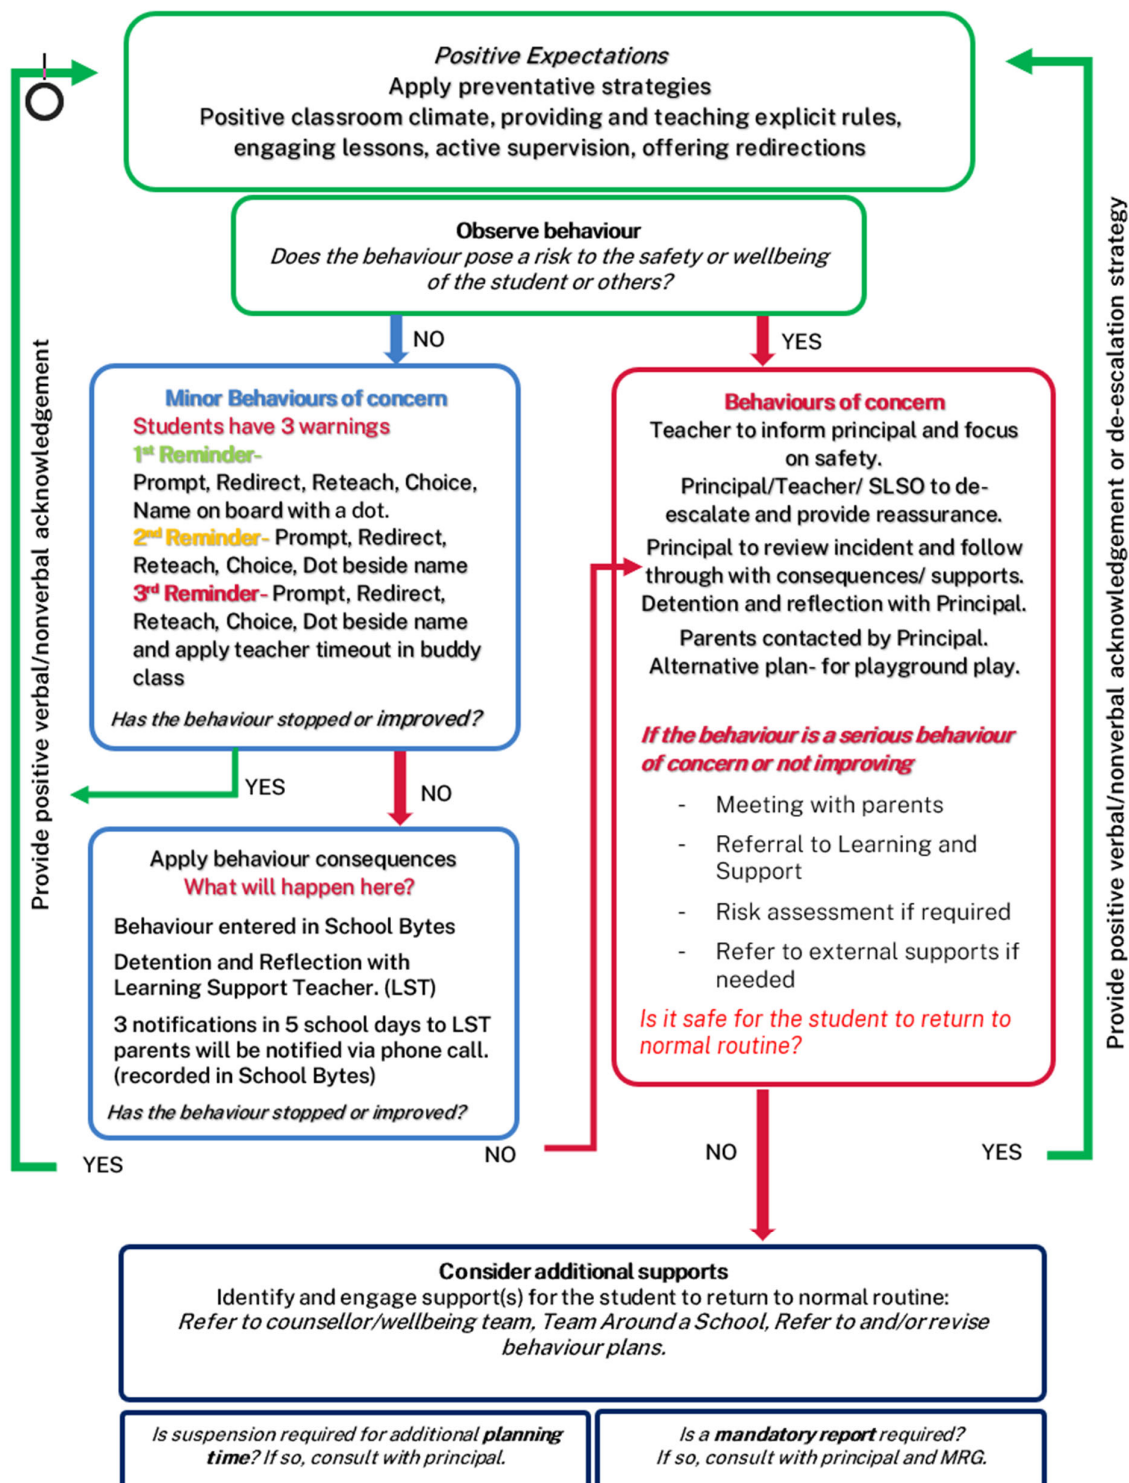 Positive Expectations
Apply preventative strategies
Positive classroom climate, providing and teaching explicit rules,
engaging lessons, active supervision, offering redirections
Observe behaviour
Does the behaviour pose a risk to the safety or wellbeing
of the student or others?
NO
YES
Minor Behaviours of concern
Students have 3 warnings
1st Reminder-
Prompt, Redirect, Reteach, Choice,
Name on board with a dot.
2nd Reminder- Prompt, Redirect,
Reteach, Choice, Dot beside name
3rd Reminder- Prompt, Redirect,
Reteach, Choice, Dot beside name
and apply teacher timeout in buddy
class
Has the behaviour stopped or improved?
YES
NO
Apply behaviour consequences
What will happen here?
Behaviour entered in School Bytes
Detention and Reflection with
Learning Support Teacher. (LST)
3 notifications in 5 school days to LST
parents will be notified via phone call.
(recorded in School Bytes)
Has the behaviour stopped or improved?
YES
NO
Provide positive verbal/nonverbal acknowledgement
Behaviours of concern
Teacher to inform principal and focus
on safety.
Principal/Teacher/ SLSO to de-
escalate and provide reassurance.
Principal to review incident and follow
through with consequences/ supports.
Detention and reflection with Principal.
Parents contacted by Principal.
Alternative plan- for playground play.
If the behaviour is a serious behaviour
of concern or not improving
- Meeting with parents
- Referral to Learning and
Support
- Risk assessment if required
- Refer to external supports if
needed
Is it safe for the student to return to
normal routine?
NO
YES
Provide positive verbal/nonverbal acknowledgement or de-escalation strategy
Consider additional supports
Identify and engage support(s) for the student to return to normal routine:
Refer to counsellor/wellbeing team, Team Around a School, Refer to and/or revise
behaviour plans.
Is suspension required for additional planning
time? If so, consult with principal.
Is a mandatory report required?
If so, consult with principal and MRG.